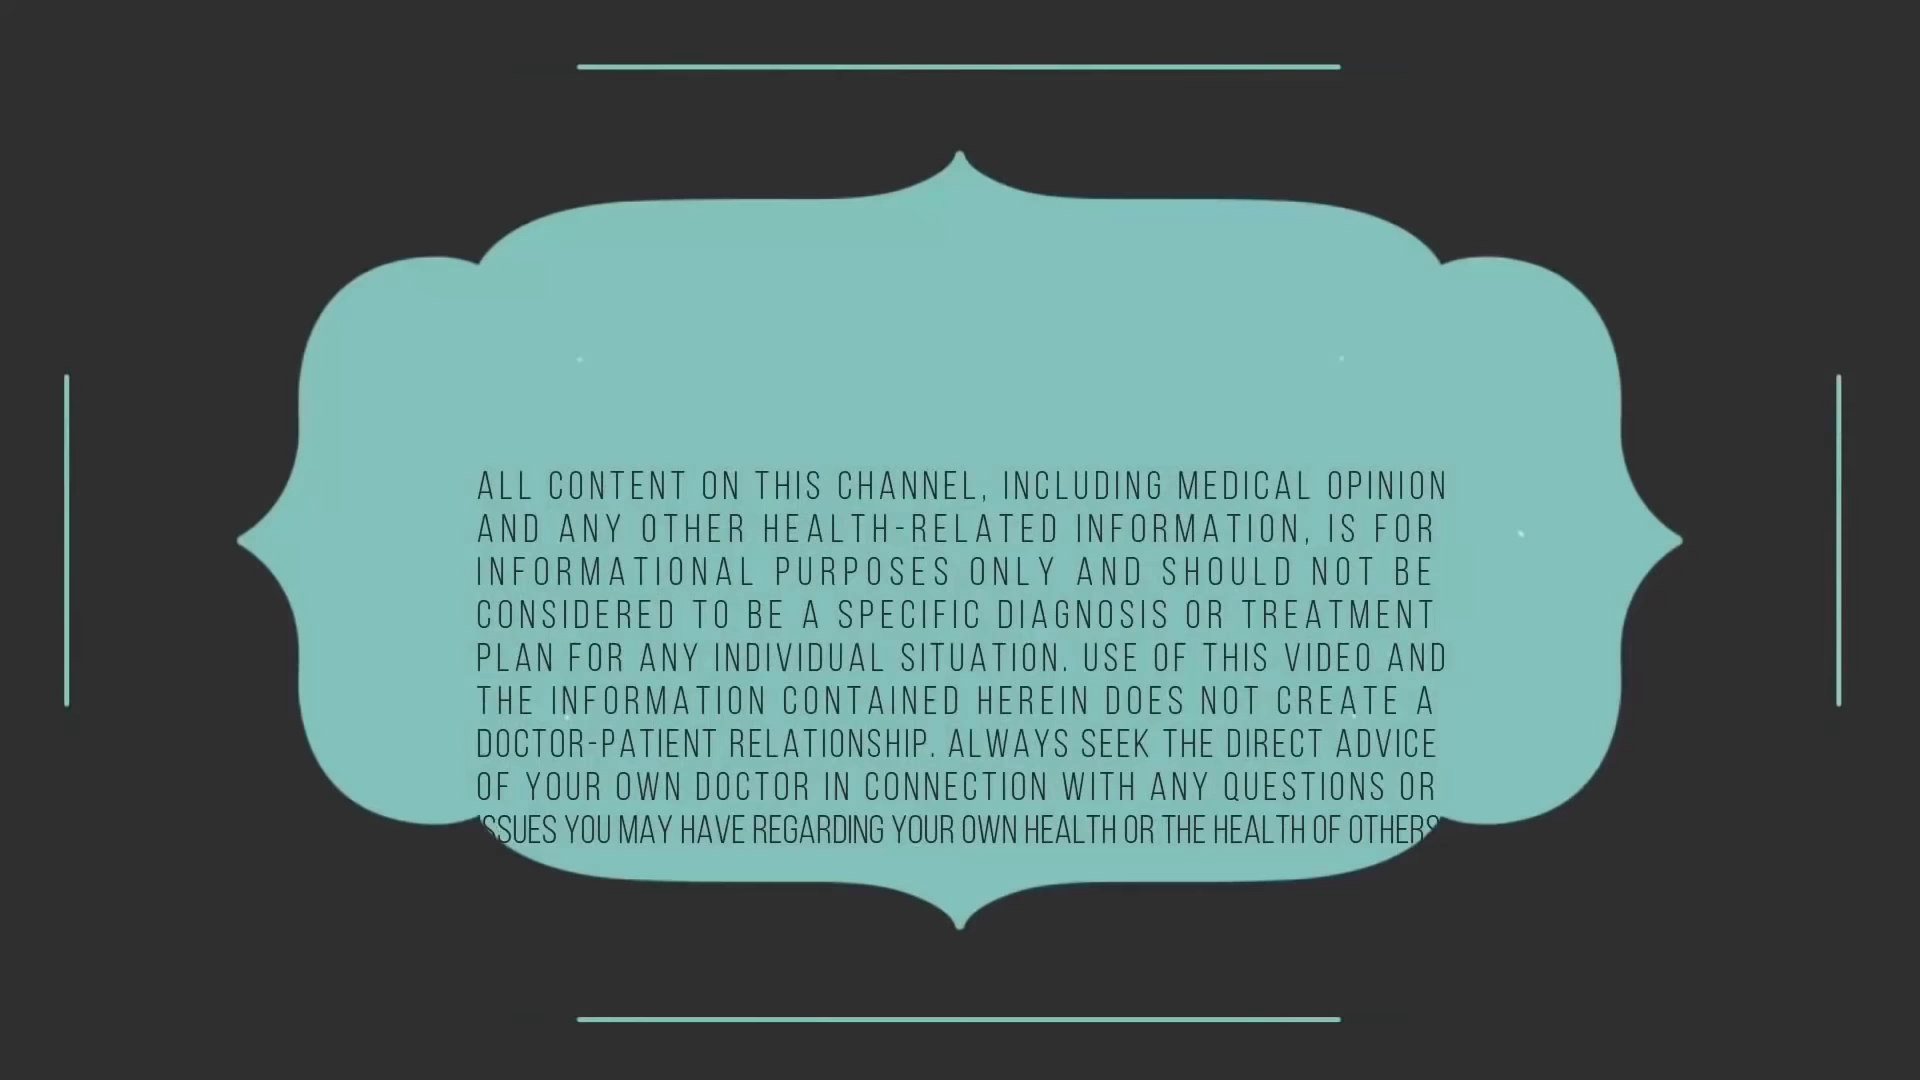 ALL CONTENT ON THIS CHANNEL, INCLUDING MEDICAL OPINION
AND ANY OTHER HEALTH-RELATED INFORMATION, IS FOR
INFORMATIONAL PURPOSES ONLY AND SHOULD NOT BE
CONSIDERED TO BE A SPECIFIC DIAGNOSIS OR TREATMENT
PLAN FOR ANY INDIVIDUAL SITUATION. USE OF THIS VIDEO AND
THE INFORMATION CONTAINED HEREIN DOES NOT CREATE A
DOCTOR-PATIENT RELATIONSHIP. ALWAYS SEEK THE DIRECT ADVICE
OF YOUR OWN DOCTOR IN CONNECTION WITH ANY QUESTIONS OR
ISSUES YOU MAY HAVE REGARDING YOUR OWN HEALTH OR THE HEALTH OF OTHERS